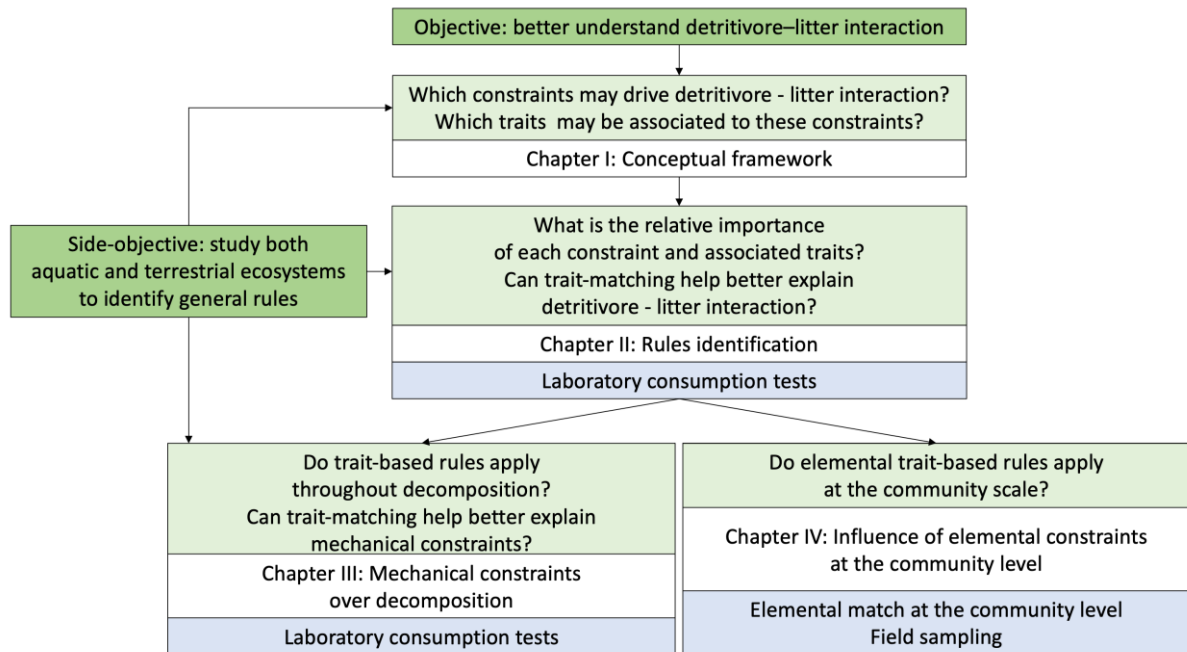 Objective: better understand detritivore–litter interaction
Which constraints may drive detritivore - litter interaction?
Which traits may be associated to these constraints?
Chapter I: Conceptual framework
Side-objective: study both
aquatic and terrestrial ecosystems
to identify general rules
What is the relative importance
of each constraint and associated traits?
Can trait-matching help better explain
detritivore - litter interaction?
Chapter II: Rules identification
Laboratory consumption tests
Do trait-based rules apply
throughout decomposition?
Can trait-matching help better explain
mechanical constraints?
Chapter III: Mechanical constraints
over decomposition
Laboratory consumption tests
Do elemental trait-based rules apply
at the community scale?
Chapter IV: Influence of elemental constraints
at the community level
Elemental match at the community level
Field sampling